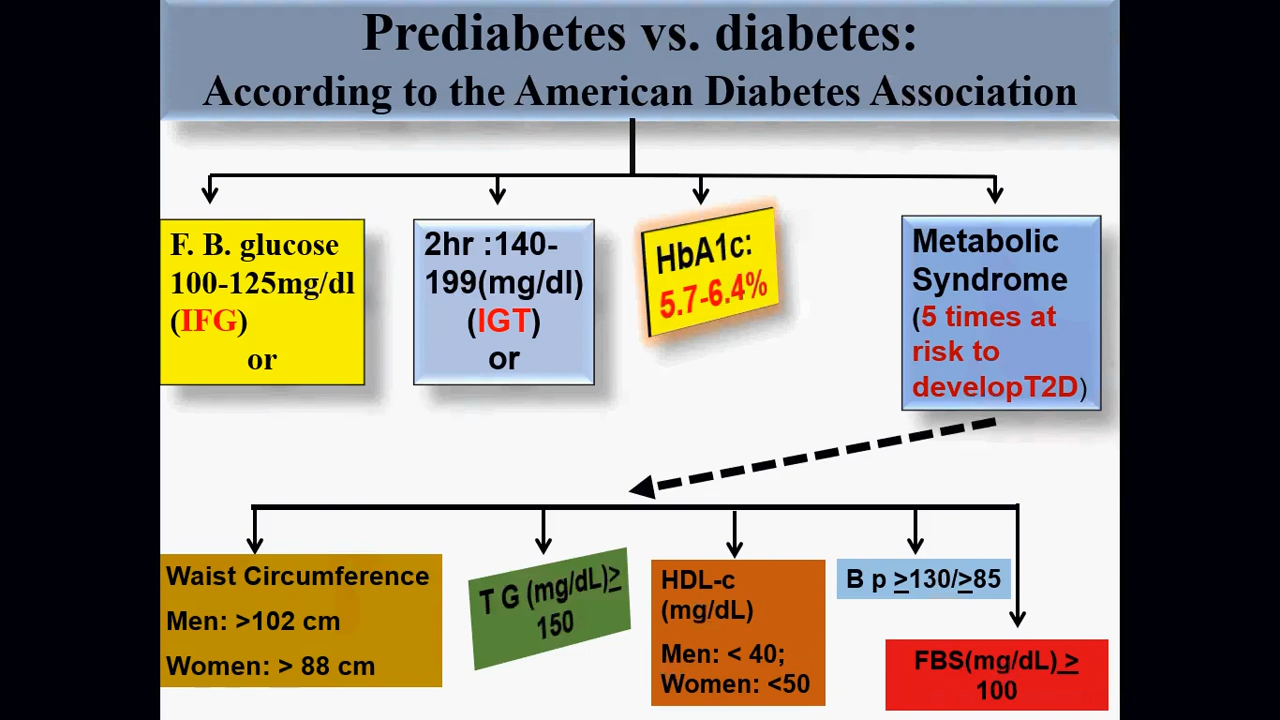 Prediabetes vs. diabetes:
According to the American Diabetes Association
F. B. glucose
100-125mg/dl
(IFG)
or
2hr :140-
199(mg/dl)
(IGT)
or
HbA1c:
5.7-6.4%
Metabolic
Syndrome
(5 times at
risk to
developT2D)
Waist Circumference
Men: >102 cm
Women: > 88 cm
T G (mg/dL)≥
150
HDL-c
(mg/dL)
Men: < 40;
Women: <50
B p ≥130/≥85
FBS(mg/dL) ≥
100